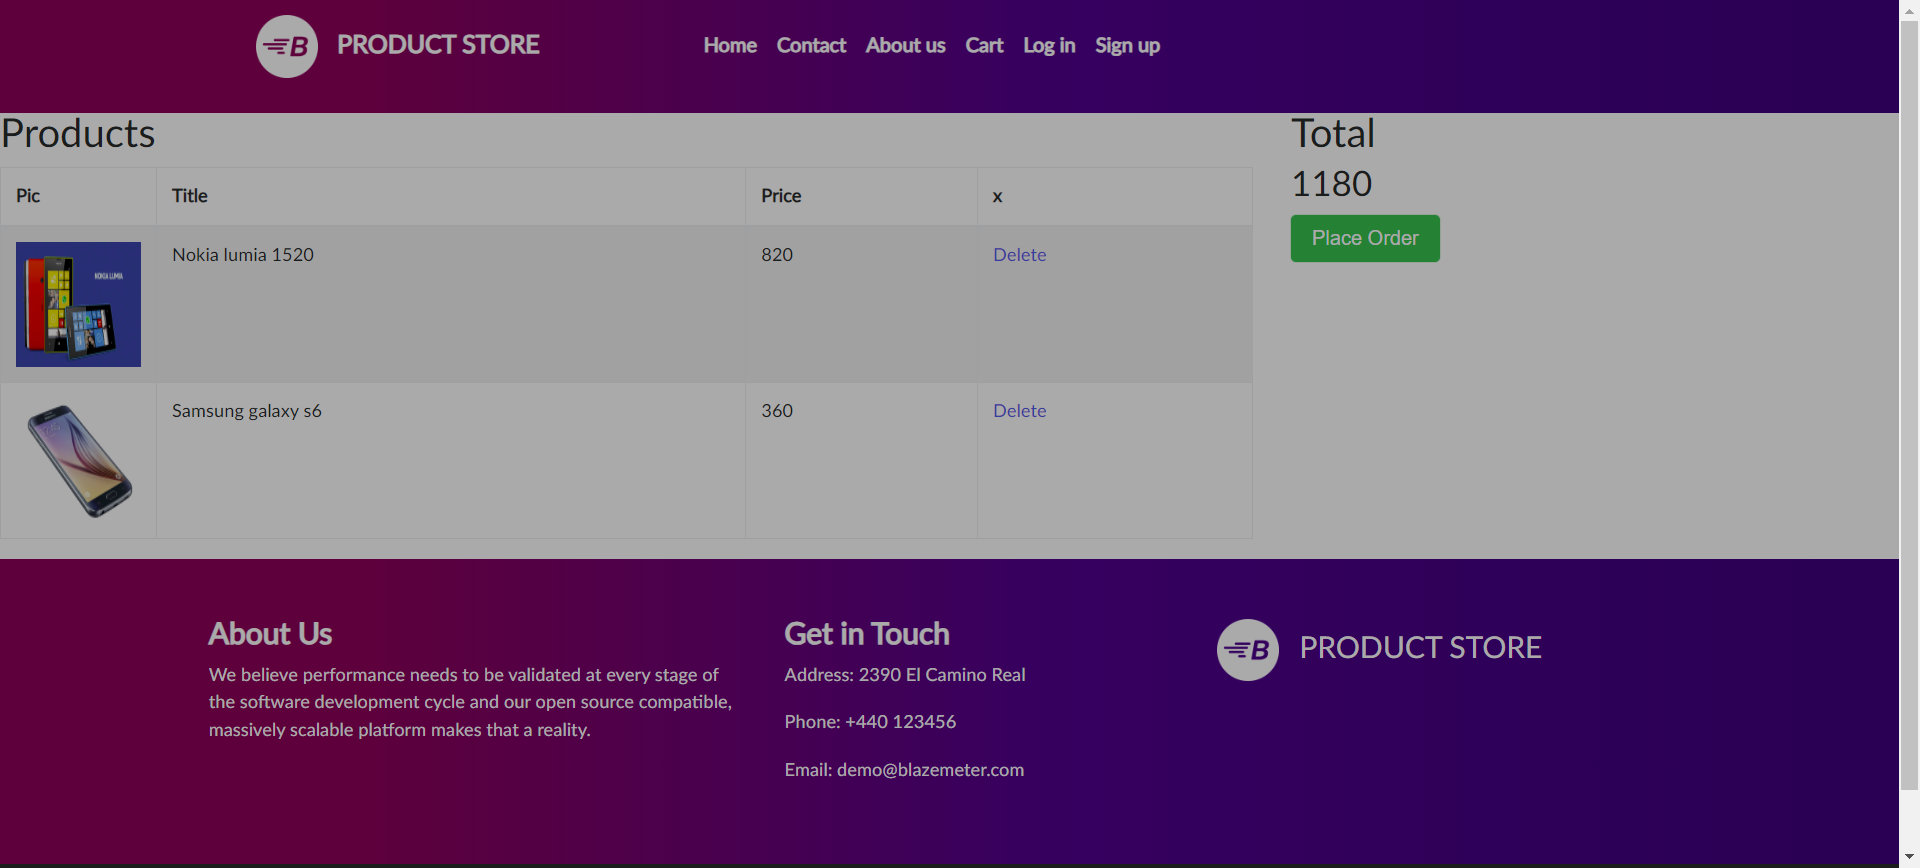 B PRODUCT STORE
Home Contact About us Cart Log in Sign up
Products
Total
1180
Place Order
Pic Title Price x
NOKIA LUMIA
Nokia lumia 1520 820 Delete
Samsung galaxy s6 360 Delete
About Us
We believe performance needs to be validated at every stage of
the software development cycle and our open source compatible,
massively scalable platform makes that a reality.
Get in Touch
Address: 2390 El Camino Real
Phone: +440 123456
Email: demo@blazemeter.com
B PRODUCT STORE